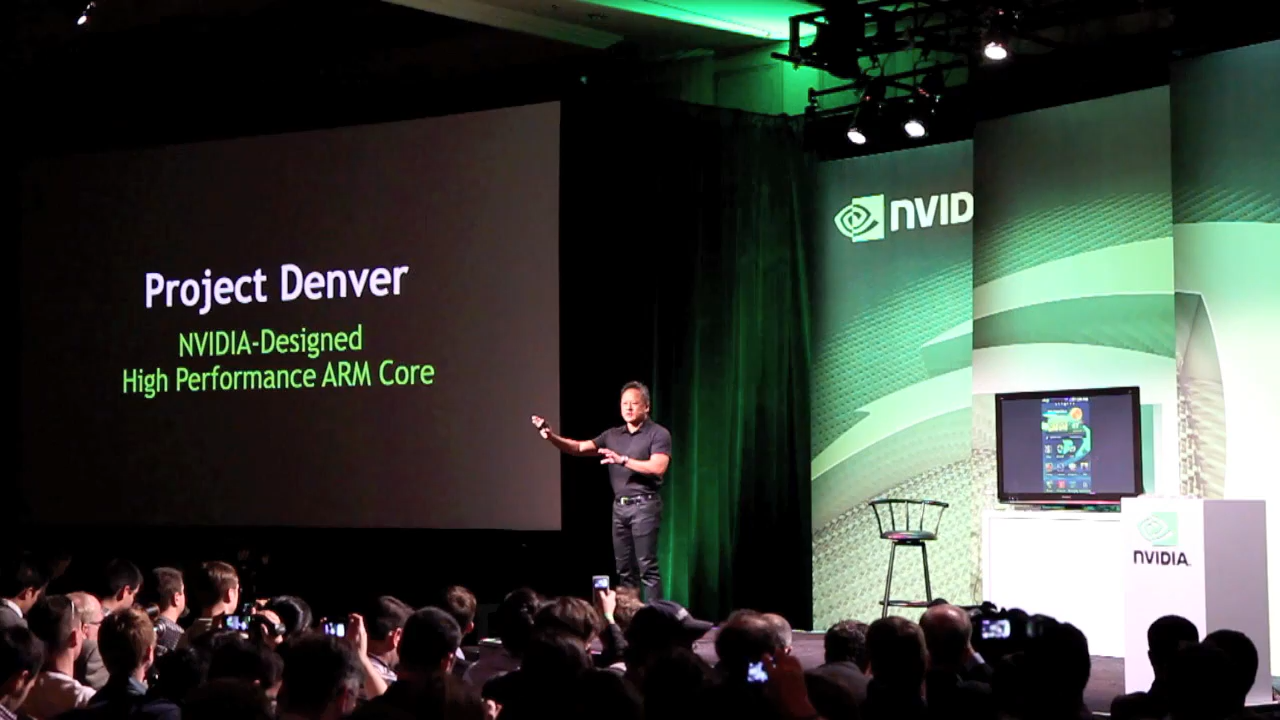 Project Denver
NVIDIA-Designed
High Performance ARM Core
NVID
NVIDIA